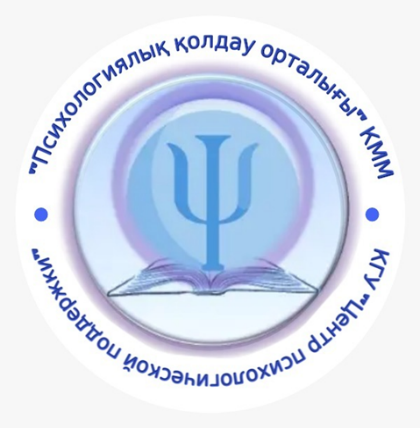 "Психологиялық қолдау орталығы" КММ
КГУ "Центр психологической поддержки"
Ψ